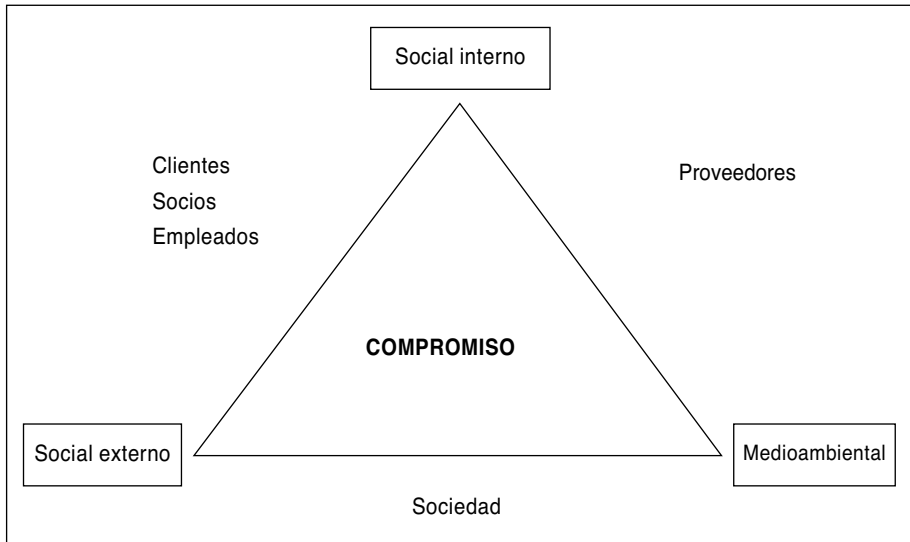 Social interno
Clientes
Socios
Empleados
Proveedores
COMPROMISO
Social externo
Medioambiental
Sociedad